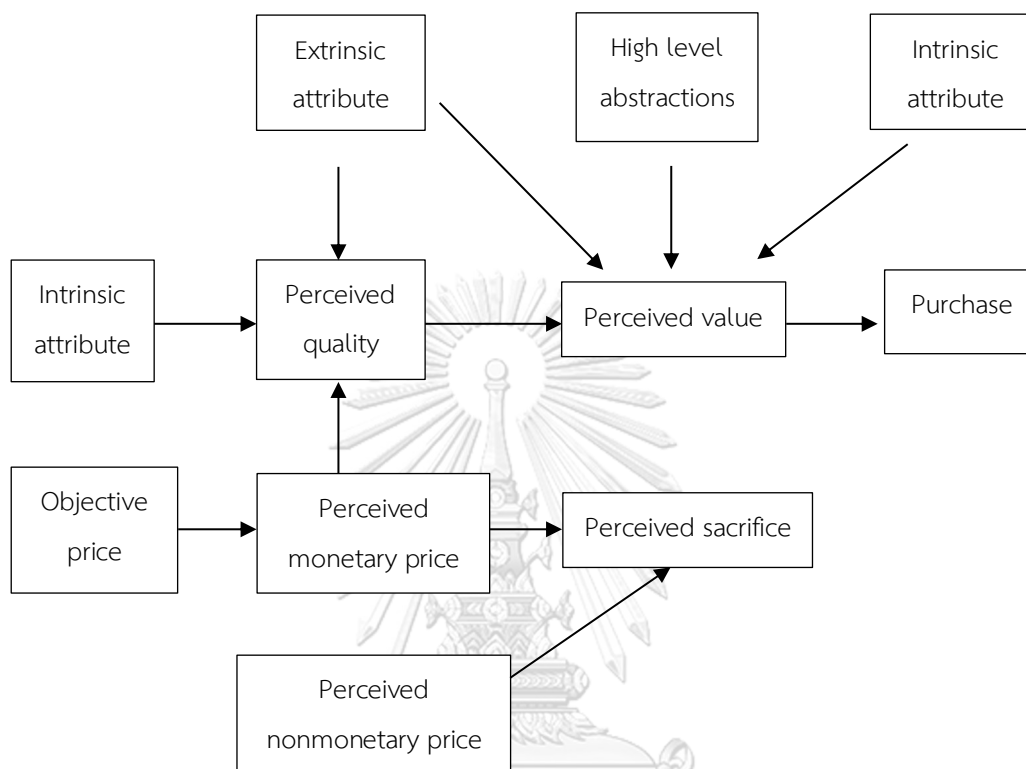 Extrinsic
attribute
High level
abstractions
Intrinsic
attribute
Intrinsic
attribute
Perceived
quality
Perceived value
Purchase
Objective
price
Perceived
monetary price
Perceived sacrifice
Perceived
nonmonetary price